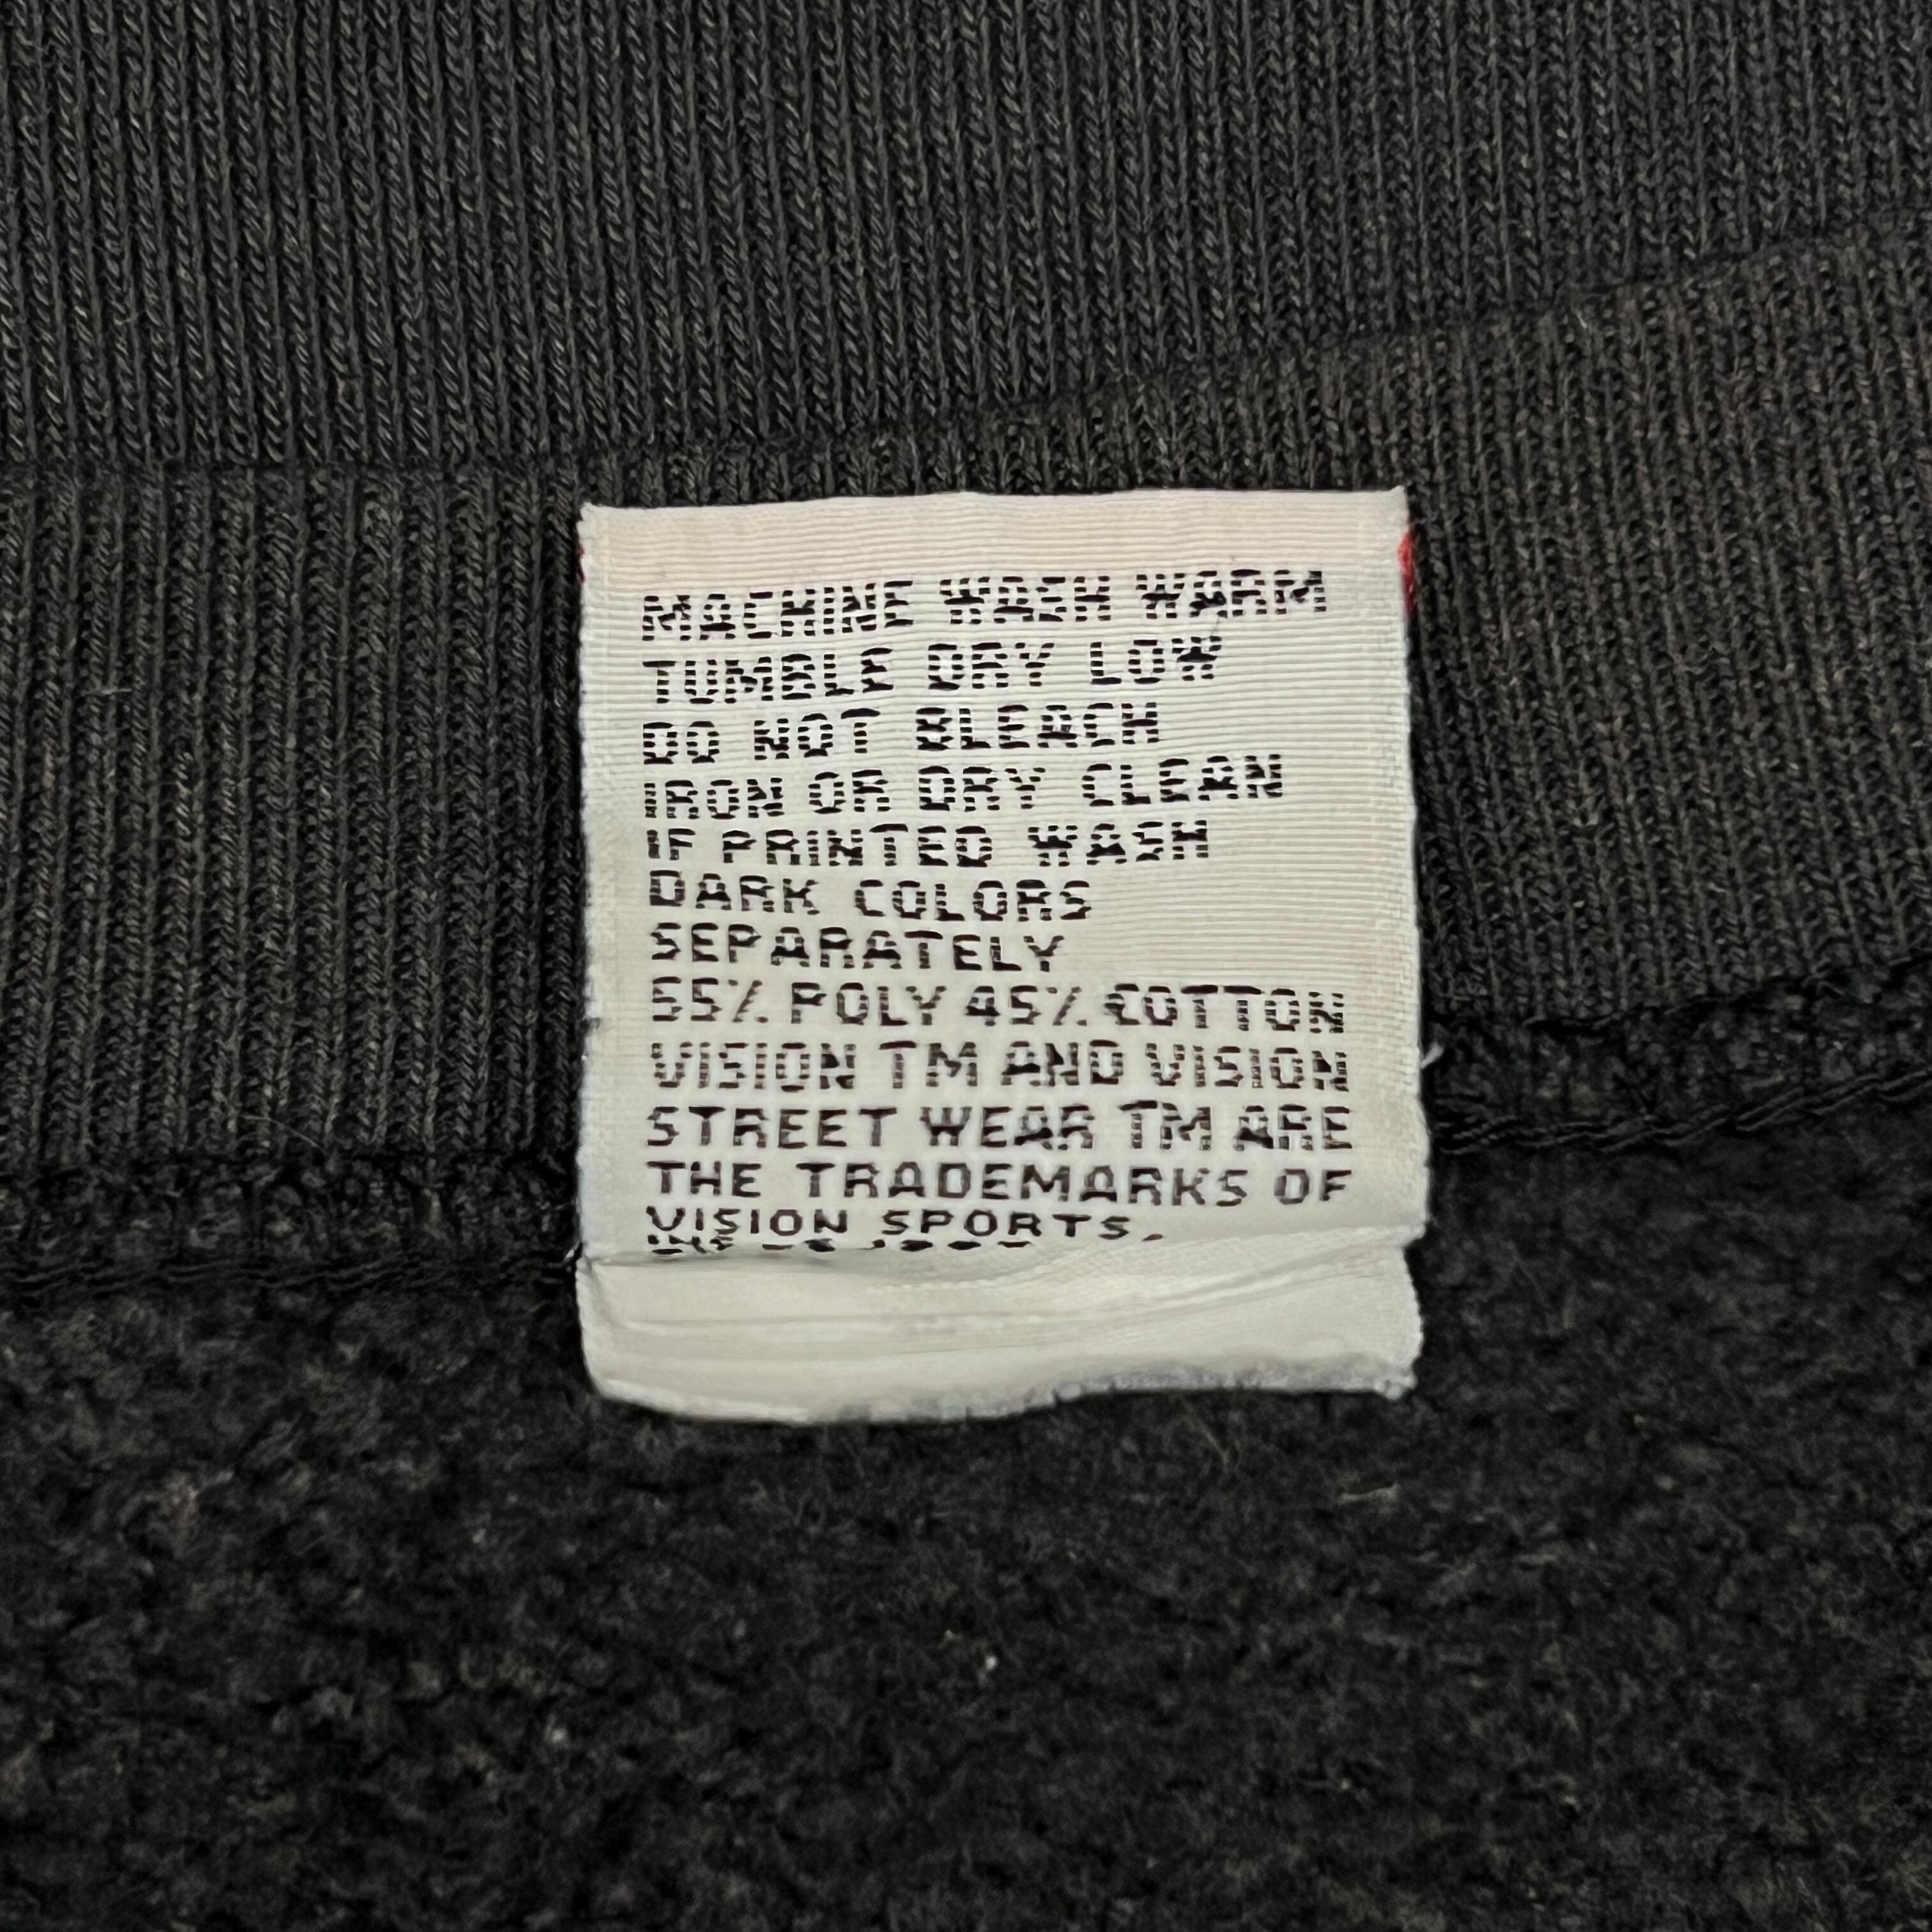 MACHINE WASH WARM
TUMBLE DRY LOW
DO NOT BLEACH
IRON OR DRY CLEAN
IF PRINTED WASH
DARK COLORS
SEPARATELY
55% POLY 45% COTTON
VISION TM AND VISION
STREET WEAR TM ARE
THE TRADEMARKS OF
VISION SPORTS,